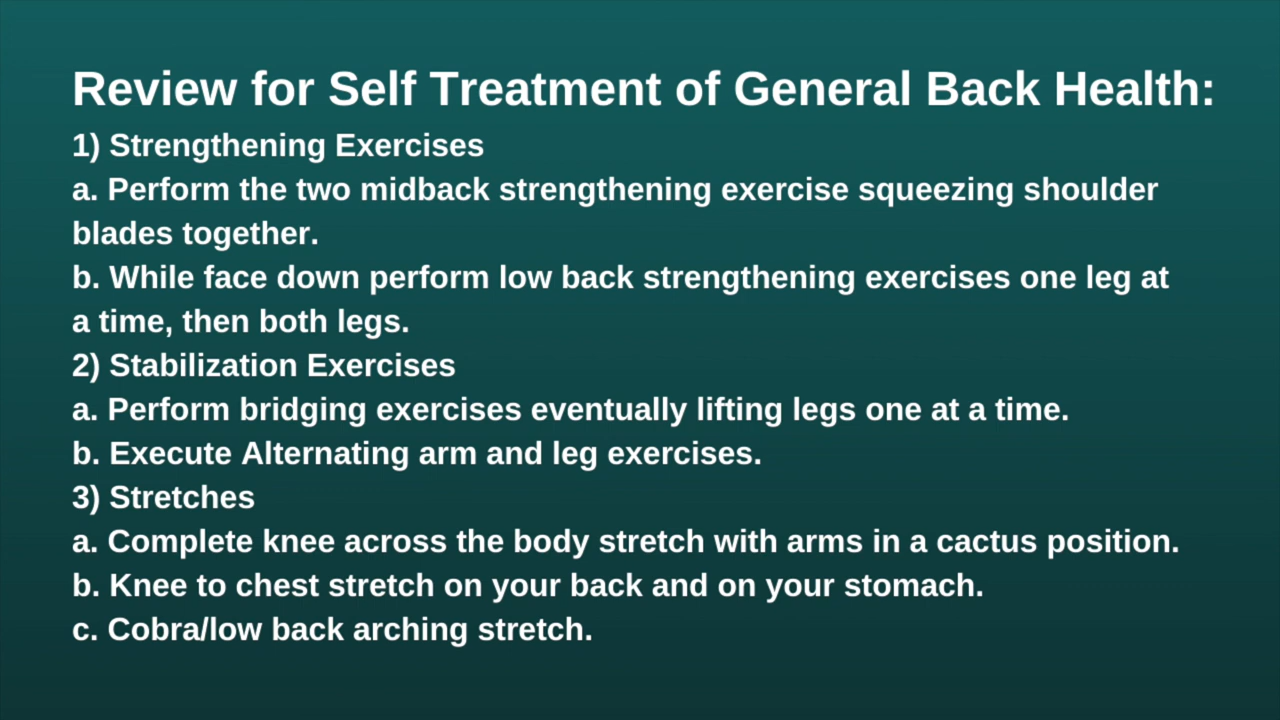 Review for Self Treatment of General Back Health:
1) Strengthening Exercises
a. Perform the two midback strengthening exercise squeezing shoulder
blades together.
b. While face down perform low back strengthening exercises one leg at
a time, then both legs.
2) Stabilization Exercises
a. Perform bridging exercises eventually lifting legs one at a time.
b. Execute Alternating arm and leg exercises.
3) Stretches
a. Complete knee across the body stretch with arms in a cactus position.
b. Knee to chest stretch on your back and on your stomach.
c. Cobra/low back arching stretch.